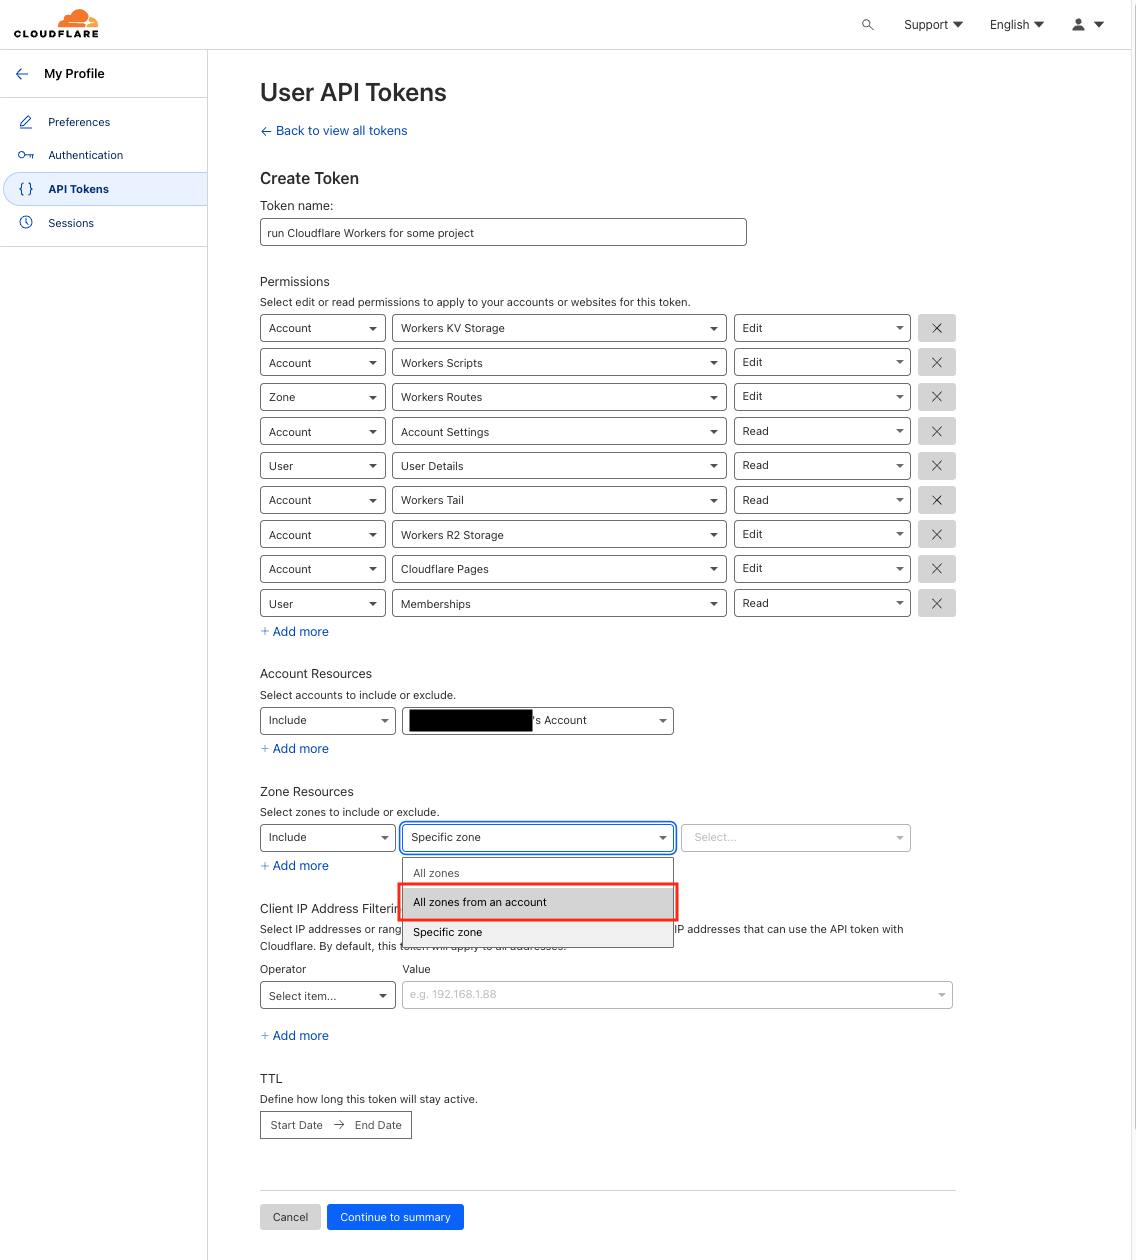 CLOUDFLARE
Support
English
My Profile
Preferences
Authentication
API Tokens
Sessions
User API Tokens
← Back to view all tokens
Create Token
Token name:
run Cloudflare Workers for some project
Permissions
Select edit or read permissions to apply to your accounts or websites for this token.
Account Workers KV Storage Edit
Account Workers Scripts Edit
Zone Workers Routes Edit
Account Account Settings Read
User User Details Read
Account Workers Tail Read
Account Workers R2 Storage Edit
Account Cloudflare Pages Edit
User Memberships Read
+ Add more
Account Resources
Select accounts to include or exclude.
Include 's Account
+ Add more
Zone Resources
Select zones to include or exclude.
Include Specific zone Select...
+ Add more
All zones
All zones from an account
Specific zone
Client IP Address Filterin
Select IP addresses or rang IP addresses that can use the API token with
Cloudflare. By default, this token will apply to all addresses.
Operator Value
Select item... e.g. 192.168.1.88
+ Add more
TTL
Define how long this token will stay active.
Start Date → End Date
Cancel Continue to summary